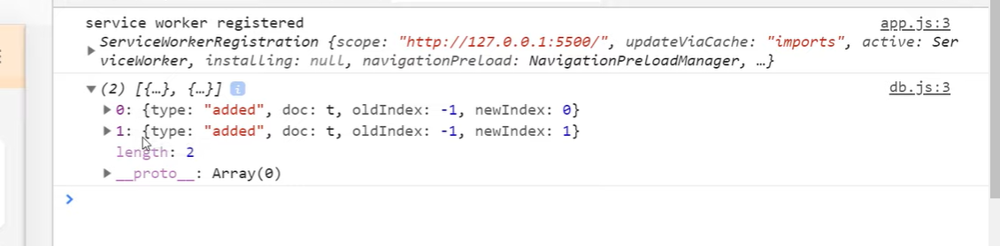 service worker registered app.js:3
ServiceWorkerRegistration {scope: "http://127.0.0.1:5500/", updateViaCache: "imports", active: Ser
viceWorker, installing: null, navigationPreload: NavigationPreloadManager, …}
(2) [{…}, {…}] i db.js:3
0: {type: "added", doc: t, oldIndex: -1, newIndex: 0}
1: {type: "added", doc: t, oldIndex: -1, newIndex: 1}
length: 2
__proto__: Array(0)